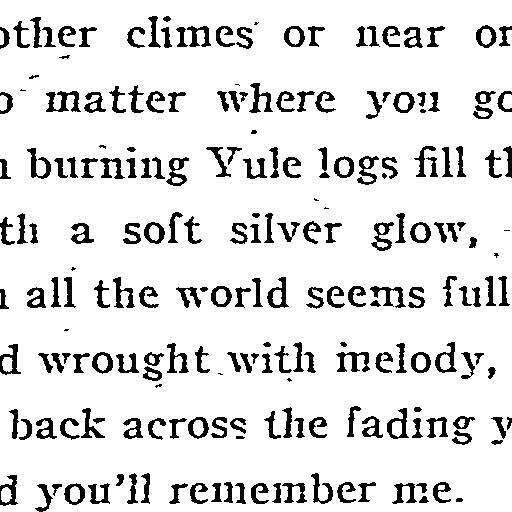 other climes or near or
o matter where you go
n burning Yule logs fill th
th a soft silver glow,
n all the world seems full
d wrought with melody,
back across the fading y
d you'll remember me.